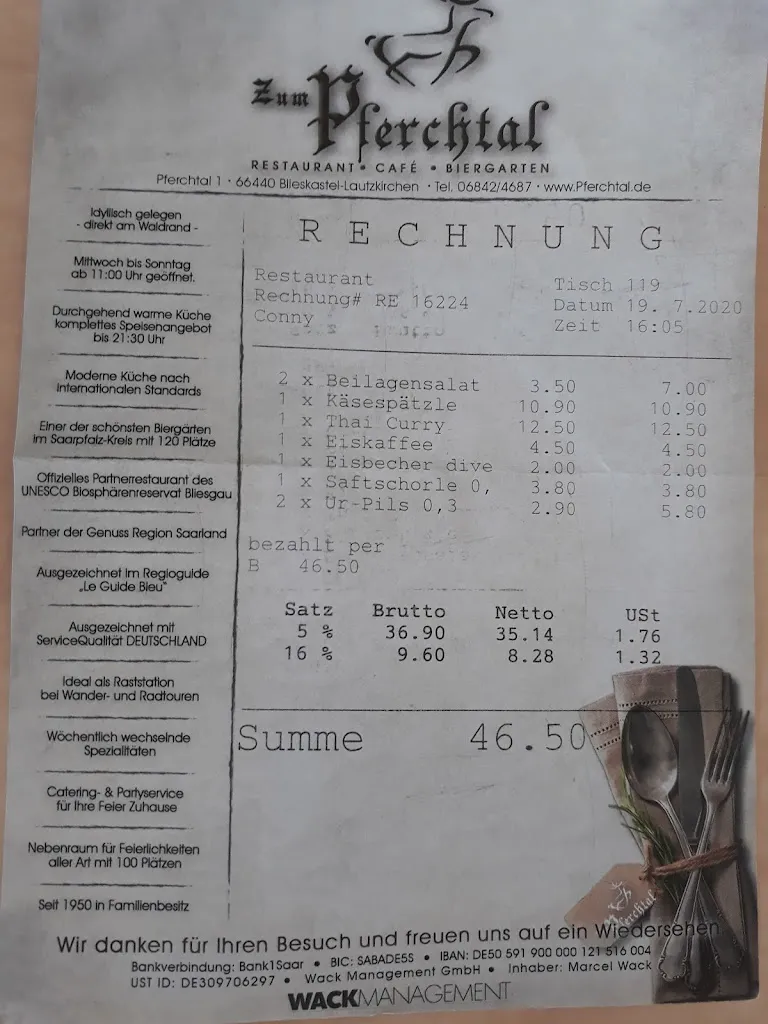 Zum Pferchtal
RESTAURANT • CAFÉ • BIERGARTEN
Pferchtal 1 · 66440 Blieskastel-Lautzkirchen · Tel. 06842/4687 · www.Pferchtal.de
Idyllisch gelegen
- direkt am Waldrand -
Mittwoch bis Sonntag
ab 11:00 Uhr geöffnet.
Durchgehend warme Küche
komplettes Speisenangebot
bis 21:30 Uhr
Moderne Küche nach
Internationalen Standards
Einer der schönsten Biergärten
im Saarpfalz-Kreis mit 120 Plätze
Offizielles Partnerrestaurant des
UNESCO Biosphärenreservat Bliesgau
Partner der Genuss Region Saarland
Ausgezeichnet im Regioguide
„Le Guide Bleu"
Ausgezeichnet mit
ServiceQualität DEUTSCHLAND
Ideal als Raststation
bei Wander- und Radtouren
Wöchentlich wechselnde
Spezialitäten
Catering- & Partyservice
für Ihre Feier Zuhause
Nebenraum für Feierlichkeiten
aller Art mit 100 Plätzen
Seit 1950 in Familienbesitz
RECHNUNG
Restaurant Tisch 119
Rechnung# RE 16224 Datum 19. 7.2020
Conny Zeit 16:05
2 x Beilagensalat 3.50 7.00
1 x Käsespätzle 10.90 10.90
1 x Thai Curry 12.50 12.50
1 x Eiskaffee 4.50 4.50
1 x Eisbecher dive 2.00 2.00
1 x Saftschorle 0, 3.80 3.80
2 x Ur-Pils 0,3 2.90 5.80
bezahlt per
B 46.50
Satz Brutto Netto USt
5 % 36.90 35.14 1.76
16 % 9.60 8.28 1.32
Summe 46.50
Pferchtal
Wir danken für Ihren Besuch und freuen uns auf ein Wiedersehen
Bankverbindung: Bank1Saar • BIC: SABADE5S • IBAN: DE50 591 900 000 121 516 004
UST ID: DE309706297 • Wack Management GmbH • Inhaber: Marcel Wack
WACKMANAGEMENT